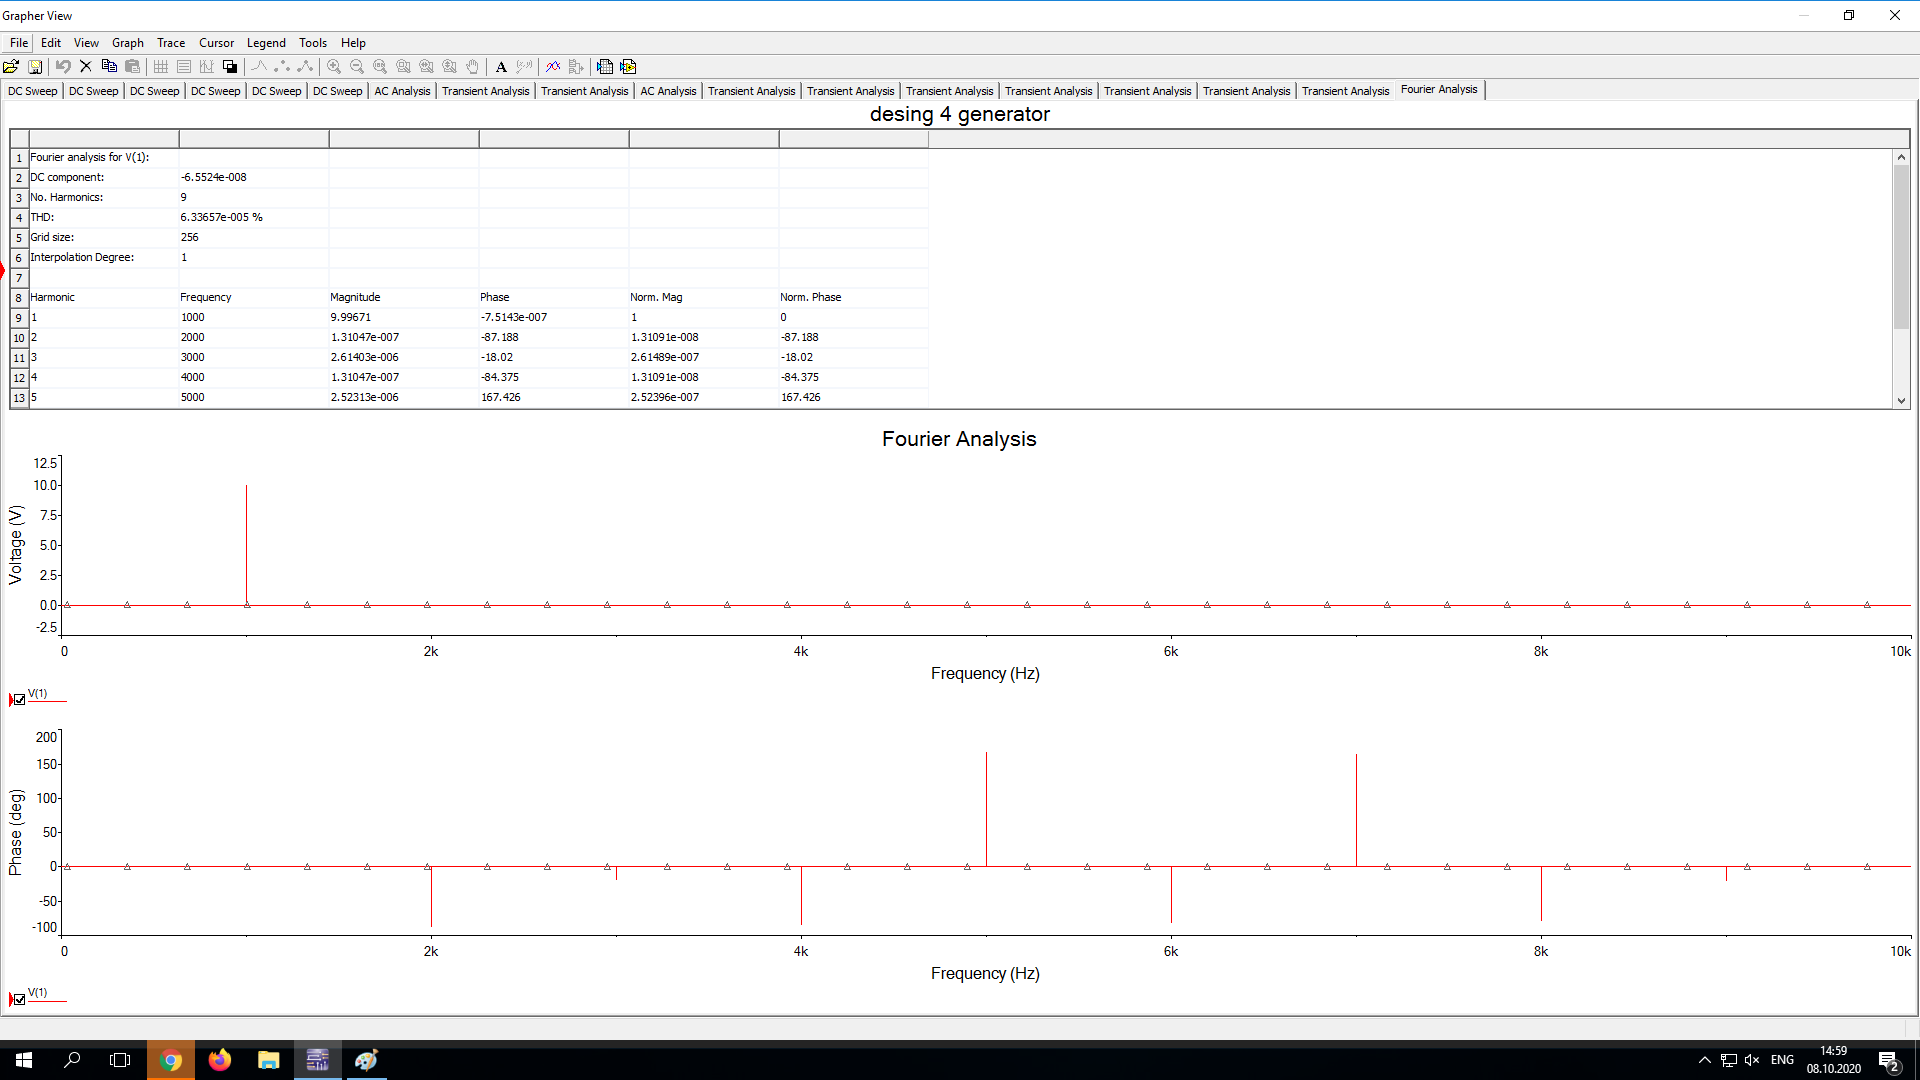 Grapher View
File Edit View Graph Trace Cursor Legend Tools Help
DC Sweep DC Sweep DC Sweep DC Sweep DC Sweep DC Sweep AC Analysis Transient Analysis Transient Analysis AC Analysis Transient Analysis Transient Analysis Transient Analysis Transient Analysis Transient Analysis Transient Analysis Transient Analysis Fourier Analysis
desing 4 generator
1 Fourier analysis for V(1):
2 DC component: -6.5524e-008
3 No. Harmonics: 9
4 THD: 6.33657e-005 %
5 Grid size: 256
6 Interpolation Degree: 1
7
8 Harmonic Frequency Magnitude Phase Norm. Mag Norm. Phase
9 1 1000 9.99671 -7.5143e-007 1 0
10 2 2000 1.31047e-007 -87.188 1.31091e-008 -87.188
11 3 3000 2.61403e-006 -18.02 2.61489e-007 -18.02
12 4 4000 1.31047e-007 -84.375 1.31091e-008 -84.375
13 5 5000 2.52313e-006 167.426 2.52396e-007 167.426
Fourier Analysis
Voltage (V)
12.5
10.0
7.5
5.0
2.5
0.0
-2.5
0 2k 4k 6k 8k 10k
Frequency (Hz)
V(1)
Phase (deg)
200
150
100
50
0
-50
-100
0 2k 4k 6k 8k 10k
Frequency (Hz)
V(1)
ENG
14:59
08.10.2020
2